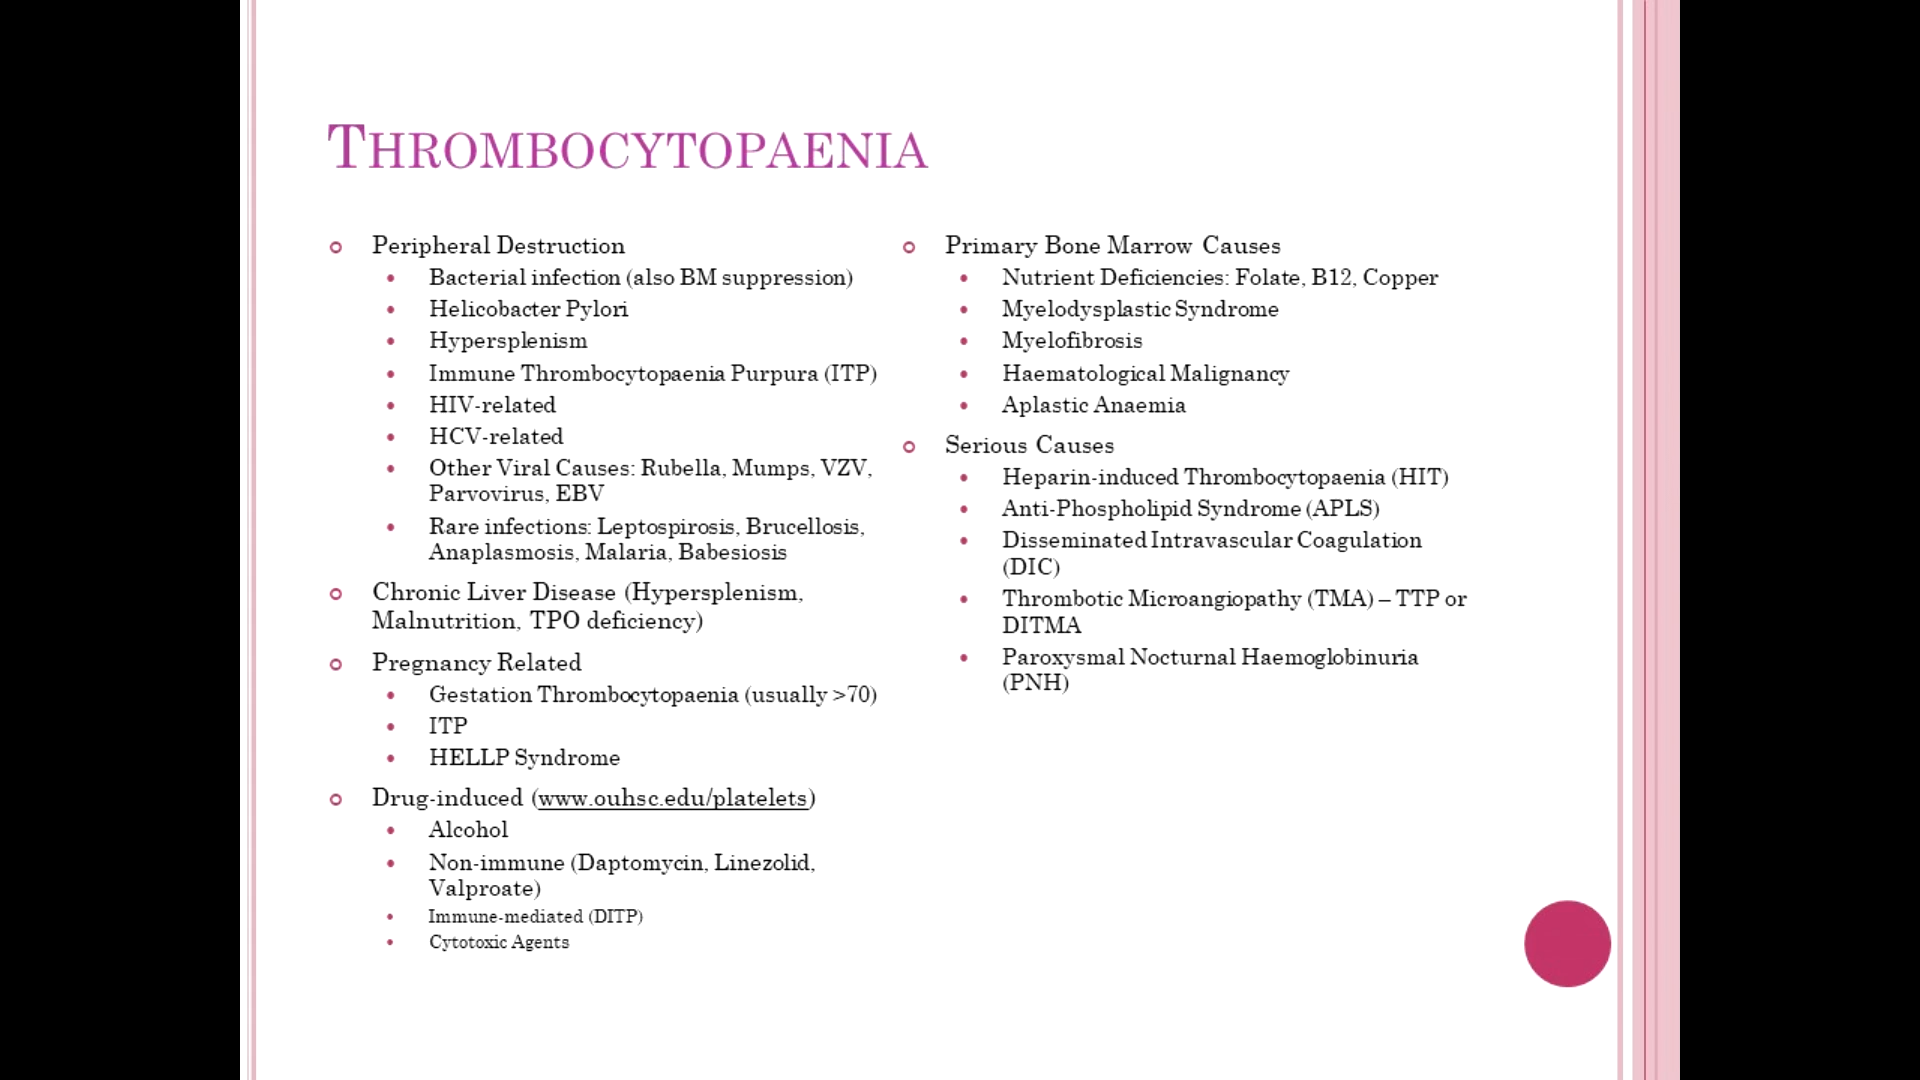 THROMBOCYTOPAENIA
Peripheral Destruction
Bacterial infection (also BM suppression)
Helicobacter Pylori
Hypersplenism
Immune Thrombocytopaenia Purpura (ITP)
HIV-related
HCV-related
Other Viral Causes: Rubella, Mumps, VZV,
Parvovirus, EBV
Rare infections: Leptospirosis, Brucellosis,
Anaplasmosis, Malaria, Babesiosis
Chronic Liver Disease (Hypersplenism,
Malnutrition, TPO deficiency)
Pregnancy Related
Gestation Thrombocytopaenia (usually >70)
ITP
HELLP Syndrome
Drug-induced (www.ouhsc.edu/platelets)
Alcohol
Non-immune (Daptomycin, Linezolid,
Valproate)
Immune-mediated (DITP)
Cytotoxic Agents
Primary Bone Marrow Causes
Nutrient Deficiencies: Folate, B12, Copper
Myelodysplastic Syndrome
Myelofibrosis
Haematological Malignancy
Aplastic Anaemia
Serious Causes
Heparin-induced Thrombocytopaenia (HIT)
Anti-Phospholipid Syndrome (APLS)
Disseminated Intravascular Coagulation
(DIC)
Thrombotic Microangiopathy (TMA) – TTP or
DITMA
Paroxysmal Nocturnal Haemoglobinuria
(PNH)